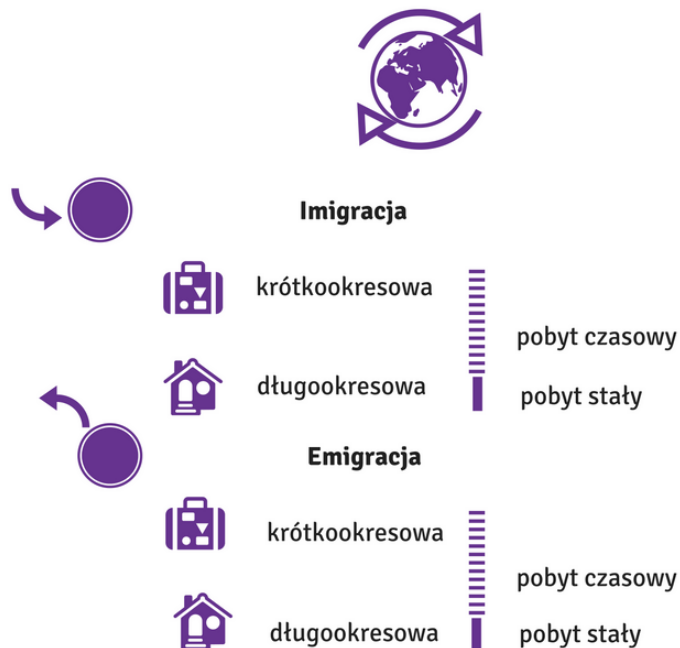 Imigracja
krótkookresowa
pobyt czasowy
długookresowa
pobyt stały
Emigracja
krótkookresowa
pobyt czasowy
długookresowa
pobyt stały